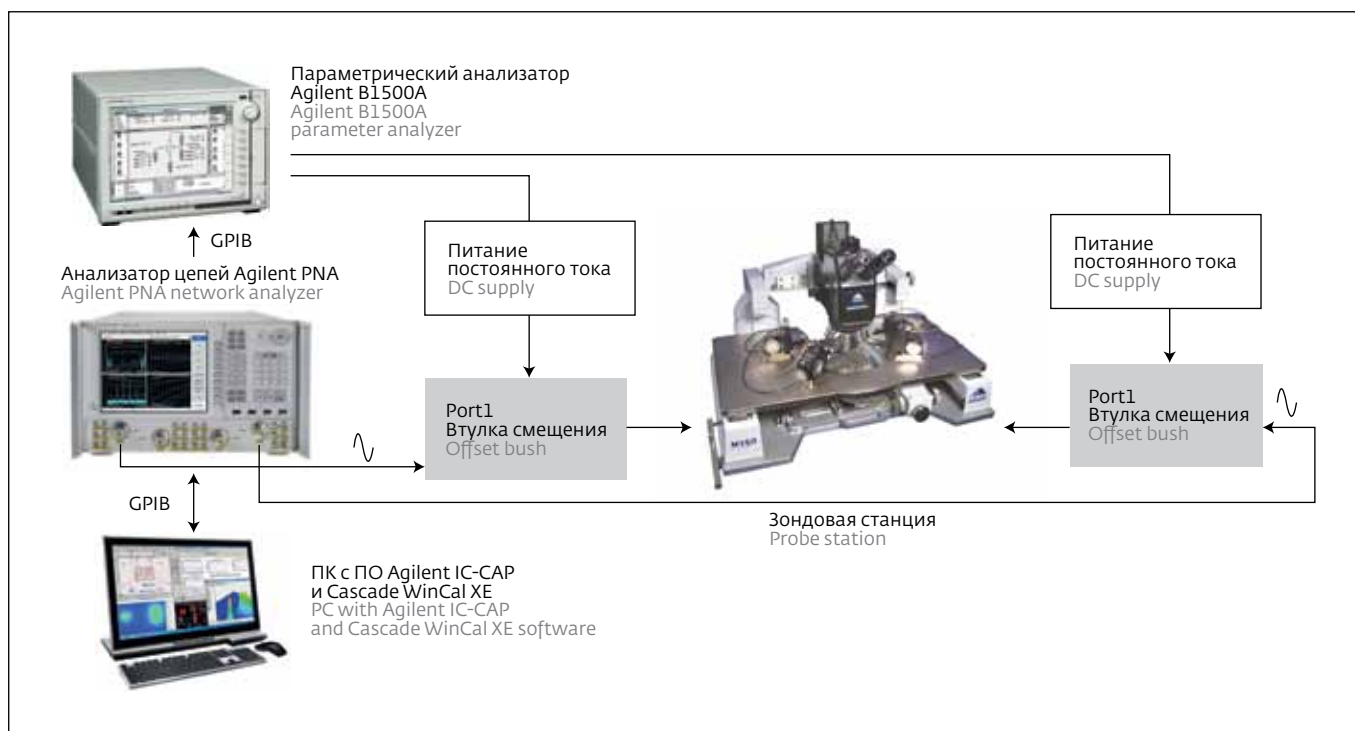 Параметрический анализатор
Agilent B1500A
Agilent B1500A
parameter analyzer
GPIB
Анализатор цепей Agilent PNA
Agilent PNA network analyzer
Питание
постоянного тока
DC supply
Питание
постоянного тока
DC supply
Port1
Втулка смещения
Offset bush
Port1
Втулка смещения
Offset bush
M150
GPIB
Зондовая станция
Probe station
ПК с ПО Agilent IC-CAP
и Cascade WinCal XE
PC with Agilent IC-CAP
and Cascade WinCal XE software